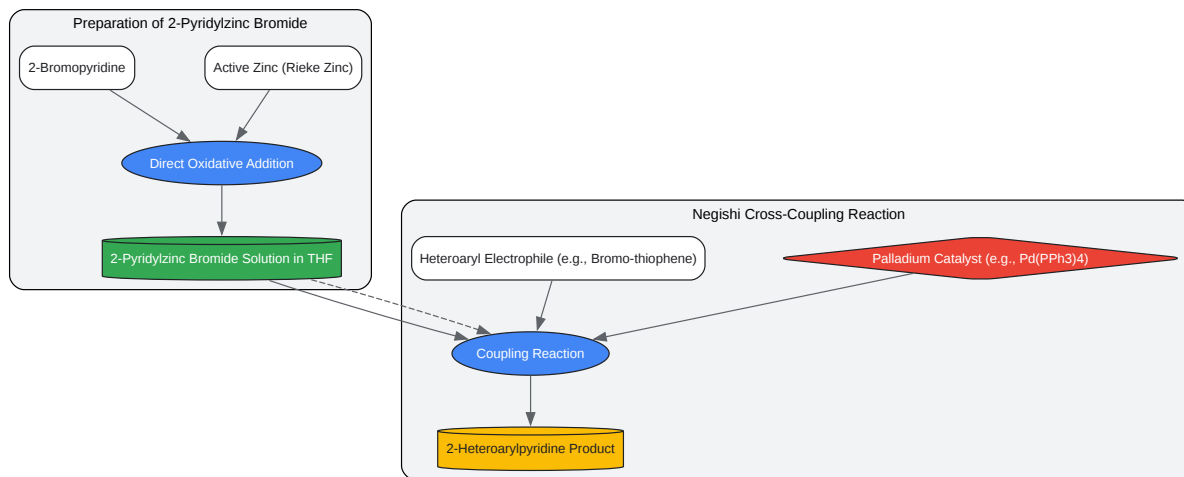 Preparation of 2-Pyridylzinc Bromide
2-Bromopyridine
Active Zinc (Rieke Zinc)
Direct Oxidative Addition
2-Pyridylzinc Bromide Solution in THF
Negishi Cross-Coupling Reaction
Heteroaryl Electrophile (e.g., Bromo-thiophene)
Palladium Catalyst (e.g., Pd(PPh3)4)
Coupling Reaction
2-Heteroarylpyridine Product